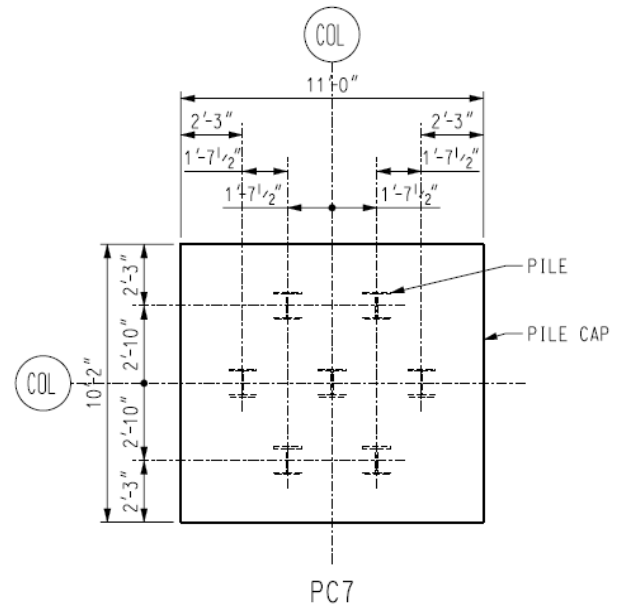 COL
11'-0"
2'-3" 2'-3"
1'-7 1/2" 1'-7 1/2"
1'-7 1/2" 1'-7 1/2"
2'-3"
PILE
2'-10"
PILE CAP
COL
10'-2"
2'-10"
2'-3"
PC7